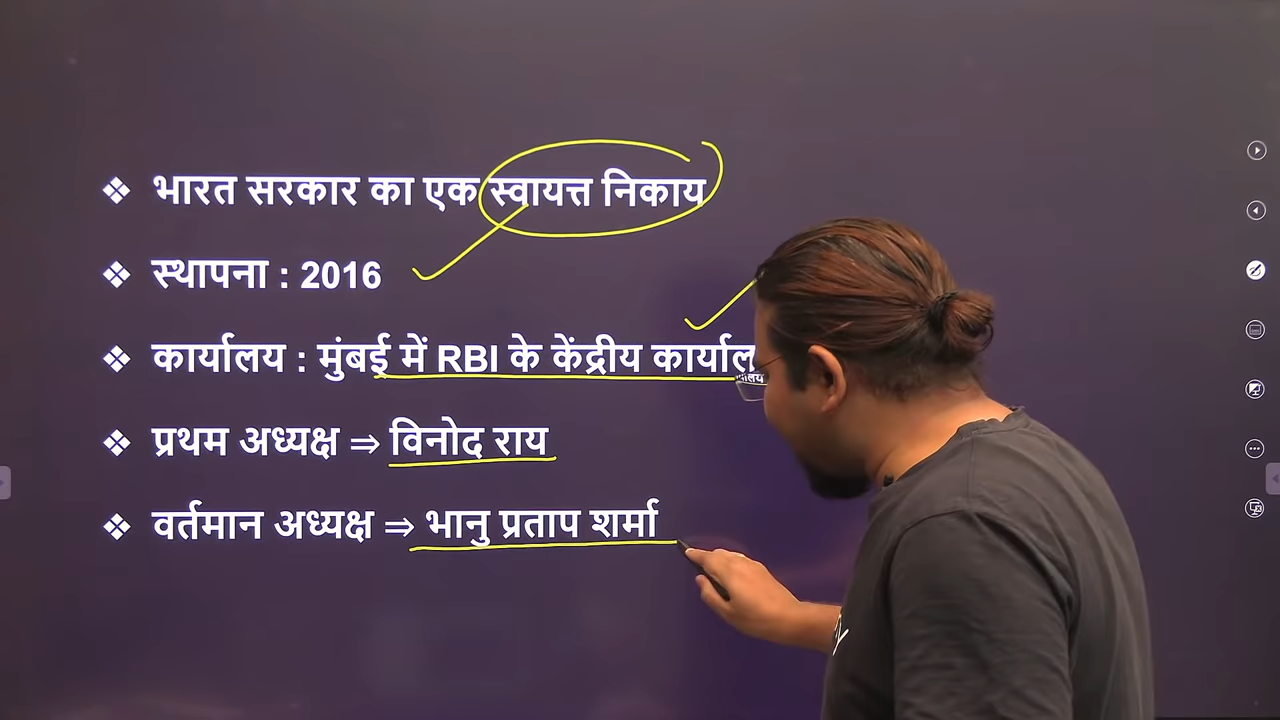 ❖ भारत सरकार का एक स्वायत्त निकाय
❖ स्थापना : 2016
❖ कार्यालय : मुंबई में RBI के केंद्रीय कार्याल
❖ प्रथम अध्यक्ष ⇒ विनोद राय
❖ वर्तमान अध्यक्ष ⇒ भानु प्रताप शर्मा